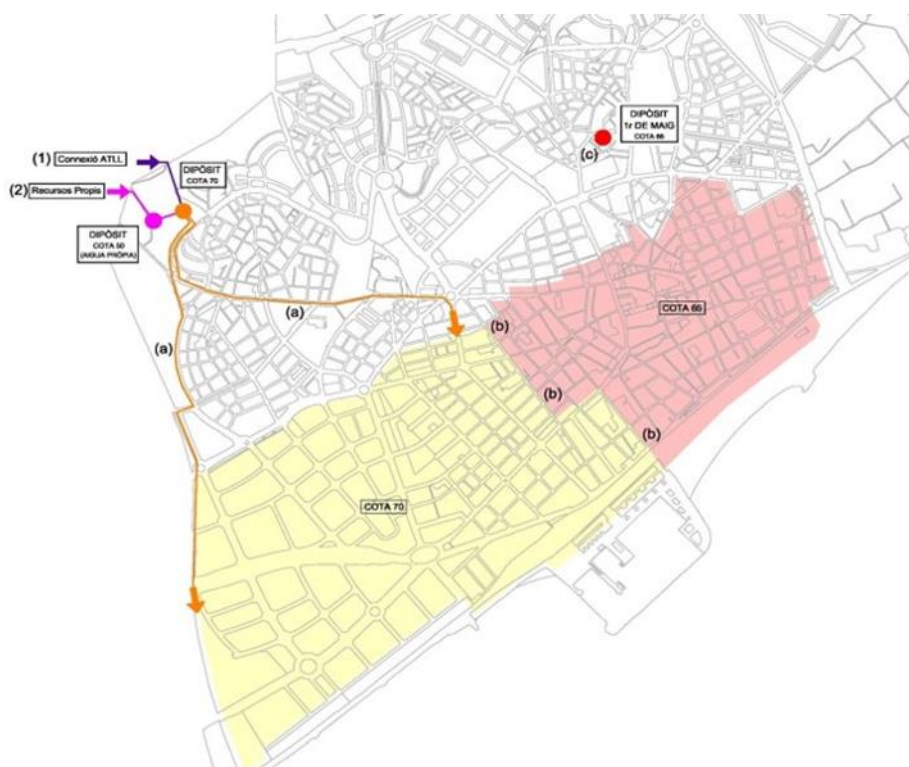 DIPÒSIT
1r DE MAIG
COTA 66
(c)
(1) Connexió ATLL
DIPÒSIT
COTA 70
(2) Recursos Propis
DIPÒSIT
COTA 50
(AIGUA PRÒPIA)
(a)
(a)
(b)
COTA 66
(b)
(b)
COTA 70